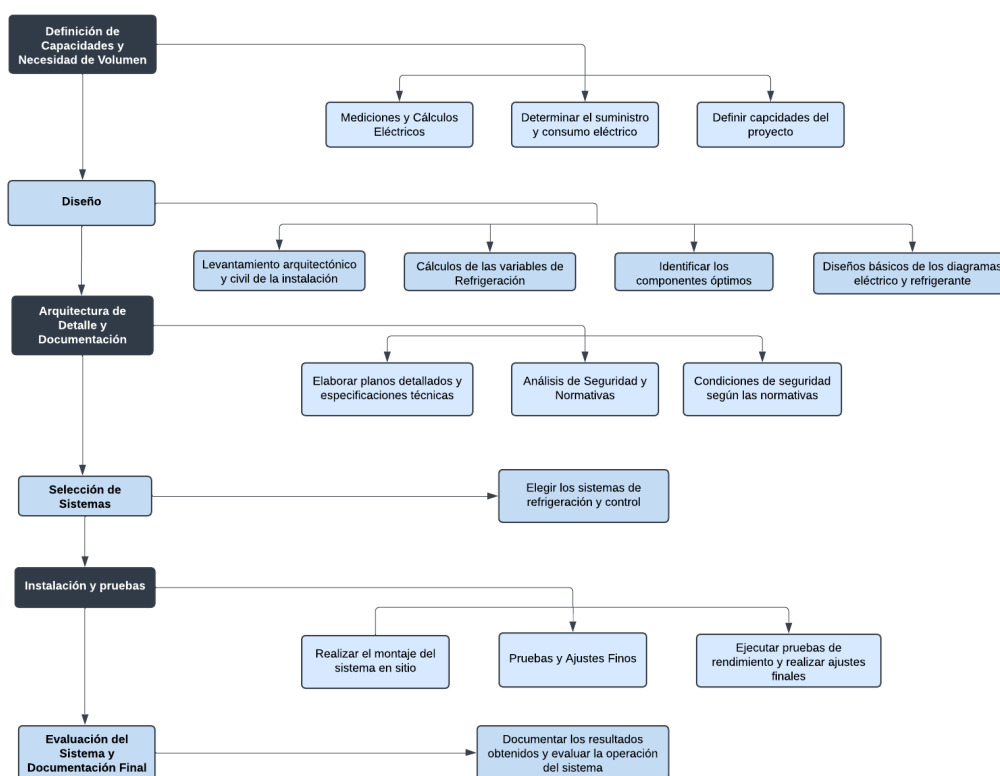 Definición de
Capacidades y
Necesidad de Volumen
Mediciones y Cálculos
Eléctricos
Determinar el suministro
y consumo eléctrico
Definir capcidades del
proyecto
Diseño
Levantamiento arquitectónico
y civil de la instalación
Cálculos de las variables de
Refrigeración
Identificar los
componentes óptimos
Diseños básicos de los diagramas
eléctrico y refrigerante
Arquitectura de
Detalle y
Documentación
Elaborar planos detallados y
especificaciones técnicas
Análisis de Seguridad y
Normativas
Condiciones de seguridad
según las normativas
Selección de
Sistemas
Elegir los sistemas de
refrigeración y control
Instalación y pruebas
Realizar el montaje del
sistema en sitio
Pruebas y Ajustes Finos
Ejecutar pruebas de
rendimiento y realizar ajustes
finales
Evaluación del
Sistema y
Documentación Final
Documentar los resultados
obtenidos y evaluar la operación
del sistema